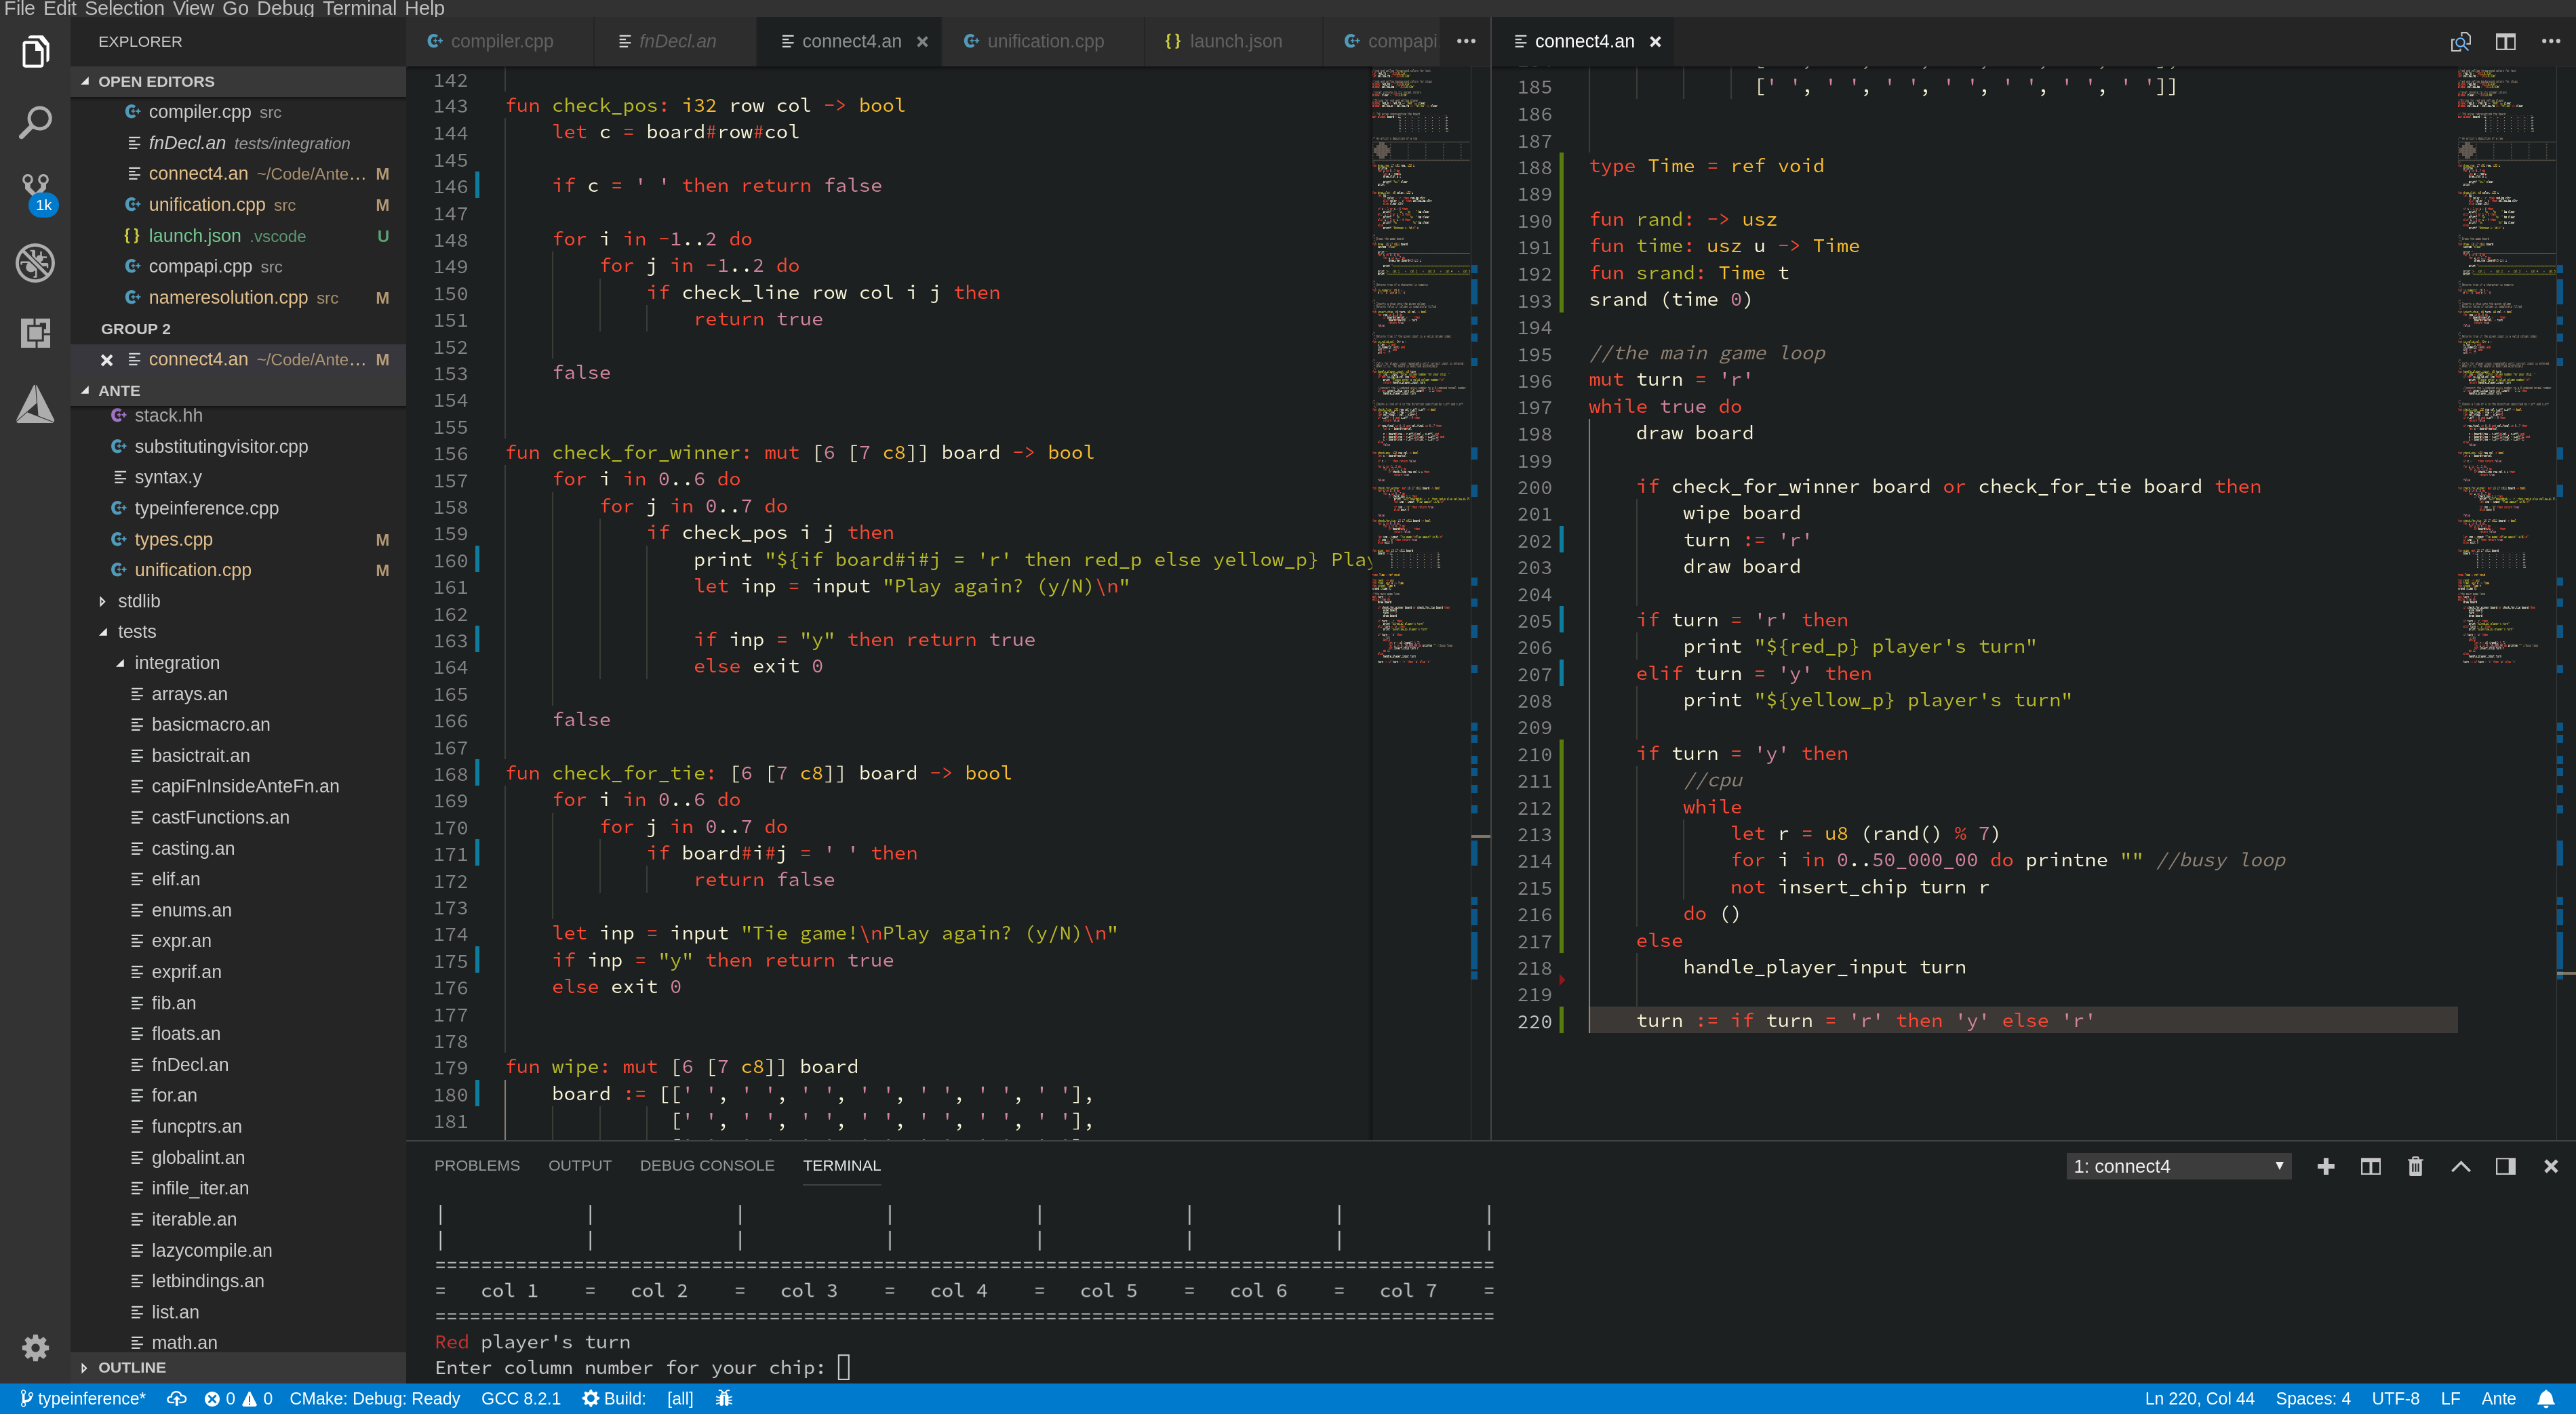 File Edit Selection View Go Debug Terminal Help
EXPLORER
OPEN EDITORS
compiler.cpp src
fnDecl.an tests/integration
connect4.an ~/Code/Ante... M
unification.cpp src M
launch.json .vscode U
compapi.cpp src
nameresolution.cpp src M
GROUP 2
connect4.an ~/Code/Ante... M
ANTE
stack.hh
substitutingvisitor.cpp
syntax.y
typeinference.cpp
types.cpp M
unification.cpp M
stdlib
tests
integration
arrays.an
basicmacro.an
basictrait.an
capiFnInsideAnteFn.an
castFunctions.an
casting.an
elif.an
enums.an
expr.an
exprif.an
fib.an
floats.an
fnDecl.an
for.an
funcptrs.an
globalint.an
infile_iter.an
iterable.an
lazycompile.an
letbindings.an
list.an
math.an
OUTLINE
1k
compiler.cpp fnDecl.an connect4.an unification.cpp launch.json compapi
142
143 fun check_pos: i32 row col -> bool
144     let c = board#row#col
145
146     if c = ' ' then return false
147
148     for i in -1..2 do
149         for j in -1..2 do
150             if check_line row col i j then
151                 return true
152
153     false
154
155
156 fun check_for_winner: mut [6 [7 c8]] board -> bool
157     for i in 0..6 do
158         for j in 0..7 do
159             if check_pos i j then
160                 print "${if board#i#j = 'r' then red_p else yellow_p} Play
161                 let inp = input "Play again? (y/N)\n"
162
163                 if inp = "y" then return true
164                 else exit 0
165
166     false
167
168 fun check_for_tie: [6 [7 c8]] board -> bool
169     for i in 0..6 do
170         for j in 0..7 do
171             if board#i#j = ' ' then
172                 return false
173
174     let inp = input "Tie game!\nPlay again? (y/N)\n"
175     if inp = "y" then return true
176     else exit 0
177
178
179 fun wipe: mut [6 [7 c8]] board
180     board := [[' ', ' ', ' ', ' ', ' ', ' ', ' '],
181               [' ', ' ', ' ', ' ', ' ', ' ', ' '],
connect4.an
185               [' ', ' ', ' ', ' ', ' ', ' ', ' ']]
186
187
188 type Time = ref void
189
190 fun rand: -> usz
191 fun time: usz u -> Time
192 fun srand: Time t
193 srand (time 0)
194
195 //the main game loop
196 mut turn = 'r'
197 while true do
198     draw board
199
200     if check_for_winner board or check_for_tie board then
201         wipe board
202         turn := 'r'
203         draw board
204
205     if turn = 'r' then
206         print "${red_p} player's turn"
207     elif turn = 'y' then
208         print "${yellow_p} player's turn"
209
210     if turn = 'y' then
211         //cpu
212         while
213             let r = u8 (rand() % 7)
214             for i in 0..50_000_00 do printne "" //busy loop
215             not insert_chip turn r
216         do ()
217     else
218         handle_player_input turn
219
220     turn := if turn = 'r' then 'y' else 'r'
PROBLEMS OUTPUT DEBUG CONSOLE TERMINAL
1: connect4
|            |            |            |            |            |            |            |
|            |            |            |            |            |            |            |
============================================================================================
=   col 1    =   col 2    =   col 3    =   col 4    =   col 5    =   col 6    =   col 7    =
============================================================================================
Red player's turn
Enter column number for your chip:
typeinference* 0 0 CMake: Debug: Ready GCC 8.2.1 Build: [all]
Ln 220, Col 44 Spaces: 4 UTF-8 LF Ante